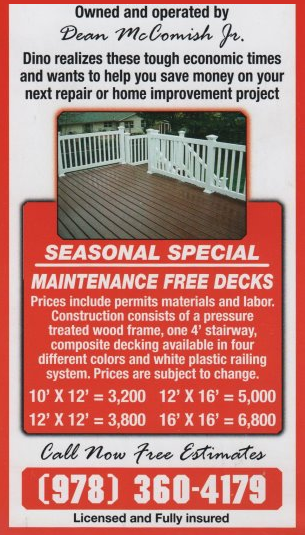 Owned and operated by
Dean McComish Jr.
Dino realizes these tough economic times
and wants to help you save money on your
next repair or home improvement project
SEASONAL SPECIAL
MAINTENANCE FREE DECKS
Prices include permits materials and labor.
Construction consists of a pressure
treated wood frame, one 4' stairway,
composite decking available in four
different colors and white plastic railing
system. Prices are subject to change.
10' X 12' = 3,200 12' X 16' = 5,000
12' X 12' = 3,800 16' X 16' = 6,800
Call Now Free Estimates
(978) 360-4179
Licensed and Fully insured